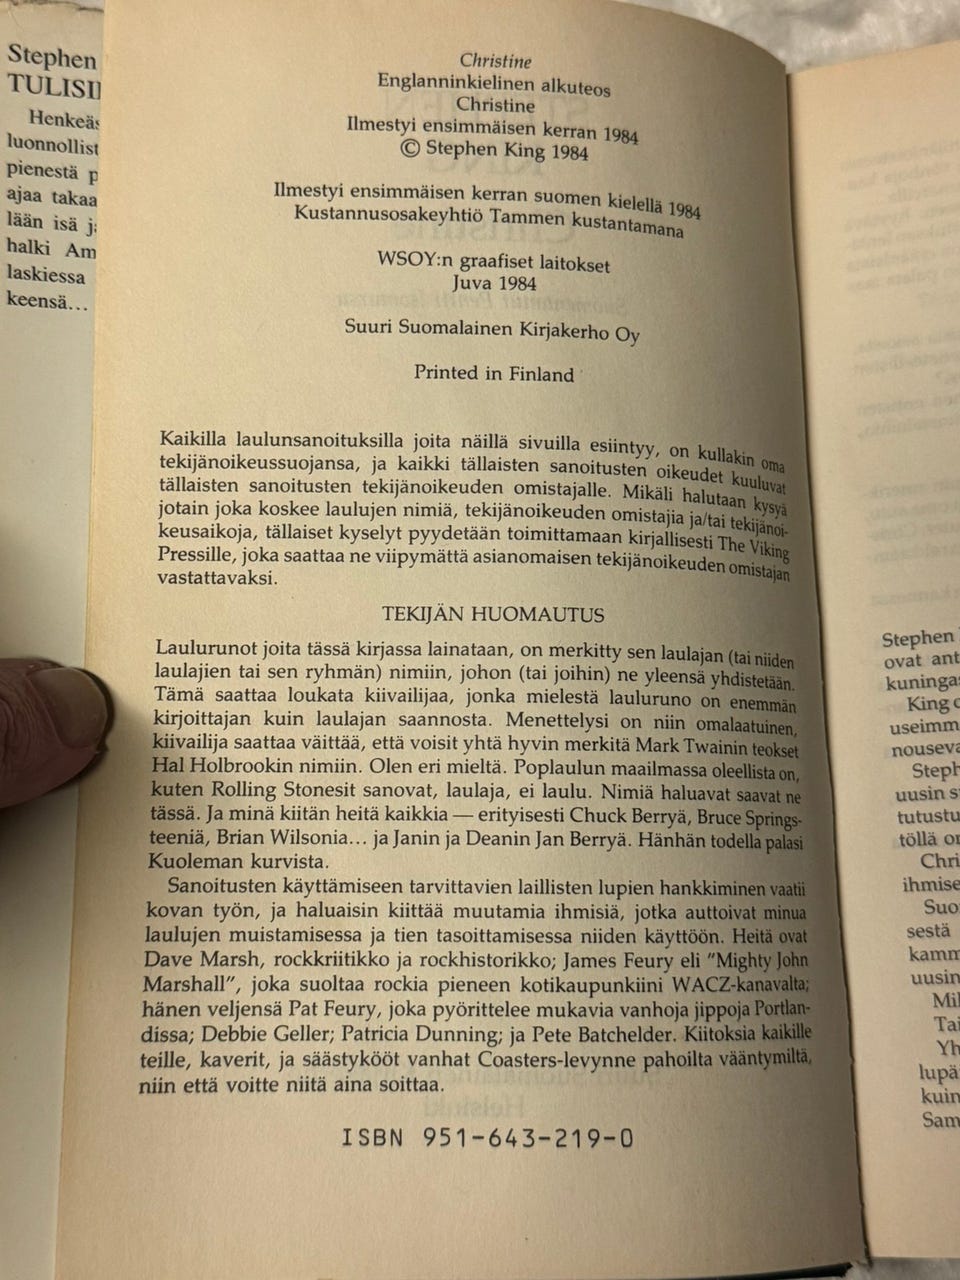 Stephen
TULISI
Henkeäs
luonnollist
pienestä p
ajaa takaa
lään isä j
halki Am
laskiessa
keensä...
Christine
Englanninkielinen alkuteos
Christine
Ilmestyi ensimmäisen kerran 1984
© Stephen King 1984
Ilmestyi ensimmäisen kerran suomen kielellä 1984
Kustannusosakeyhtiö Tammen kustantamana
WSOY:n graafiset laitokset
Juva 1984
Suuri Suomalainen Kirjakerho Oy
Printed in Finland
Kaikilla laulunsanoituksilla joita näillä sivuilla esiintyy, on kullakin oma
tekijänoikeussuojansa, ja kaikki tällaisten sanoitusten oikeudet kuuluvat
tällaisten sanoitusten tekijänoikeuden omistajalle. Mikäli halutaan kysyä
jotain joka koskee laulujen nimiä, tekijänoikeuden omistajia ja/tai tekijänoi-
keusaikoja, tällaiset kyselyt pyydetään toimittamaan kirjallisesti The Viking
Pressille, joka saattaa ne viipymättä asianomaisen tekijänoikeuden omistajan
vastattavaksi.
TEKIJÄN HUOMAUTUS
Laulurunot joita tässä kirjassa lainataan, on merkitty sen laulajan (tai niiden
laulajien tai sen ryhmän) nimiin, johon (tai joihin) ne yleensä yhdistetään.
Tämä saattaa loukata kiivailijaa, jonka mielestä lauluruno on enemmän
kirjoittajan kuin laulajan saannosta. Menettelysi on niin omalaatuinen,
kiivailija saattaa väittää, että voisit yhtä hyvin merkitä Mark Twainin teokset
Hal Holbrookin nimiin. Olen eri mieltä. Poplaulun maailmassa oleellista on,
kuten Rolling Stonesit sanovat, laulaja, ei laulu. Nimiä haluavat saavat ne
tässä. Ja minä kiitän heitä kaikkia — erityisesti Chuck Berryä, Bruce Springs-
teeniä, Brian Wilsonia... ja Janin ja Deanin Jan Berryä. Hänhän todella palasi
Kuoleman kurvista.
Sanoitusten käyttämiseen tarvittavien laillisten lupien hankkiminen vaatii
kovan työn, ja haluaisin kiittää muutamia ihmisiä, jotka auttoivat minua
laulujen muistamisessa ja tien tasoittamisessa niiden käyttöön. Heitä ovat
Dave Marsh, rockkriitikko ja rockhistorikko; James Feury eli "Mighty John
Marshall", joka suoltaa rockia pieneen kotikaupunkiini WACZ-kanavalta;
hänen veljensä Pat Feury, joka pyörittelee mukavia vanhoja jippoja Portlan-
dissa; Debbie Geller; Patricia Dunning; ja Pete Batchelder. Kiitoksia kaikille
teille, kaverit, ja säästykööt vanhat Coasters-levynne pahoilta vääntymiltä,
niin että voitte niitä aina soittaa.
ISBN 951-643-219-0
Stephen
ovat ant
kuningas
King o
useimm
nouseva
Steph
uusin s
tutustu
töllä o
Chri
ihmise
Suo
sestä
kamm
uusin
Mi
Tai
Yh
lupä
kuin
Sam